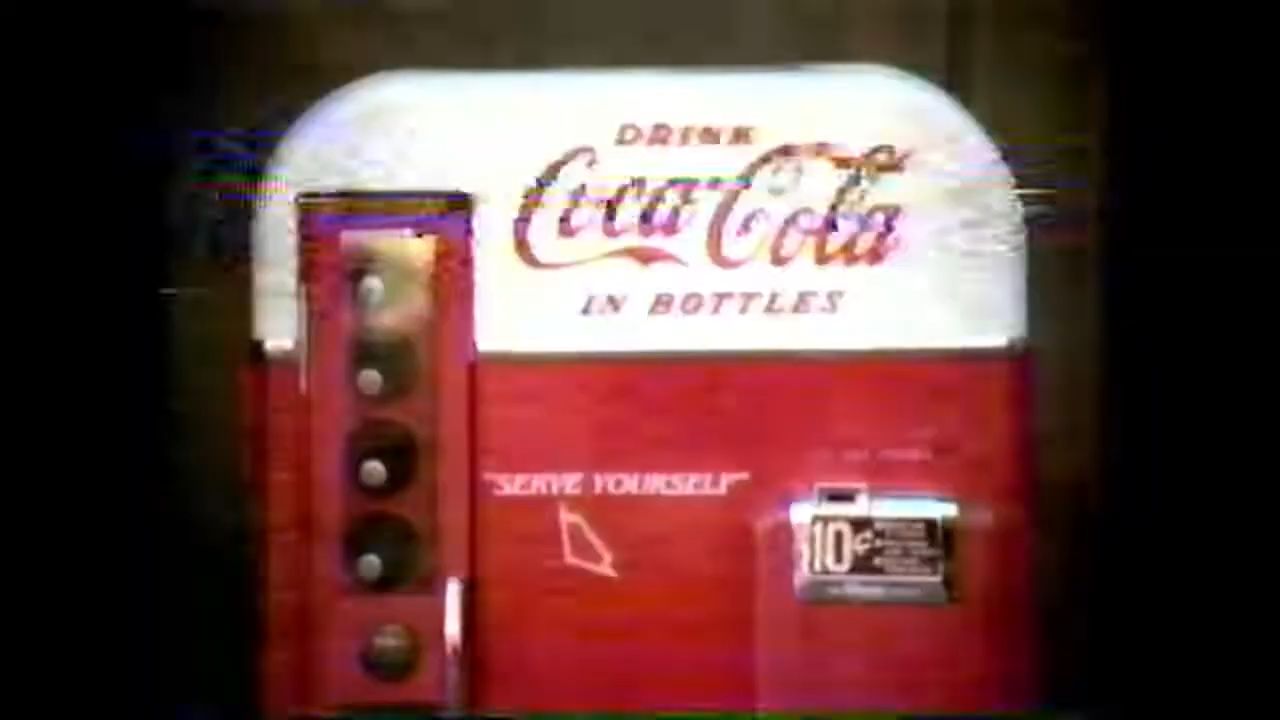 DRINK
Coca-Cola
IN BOTTLES
"SERVE YOURSELF"
10¢